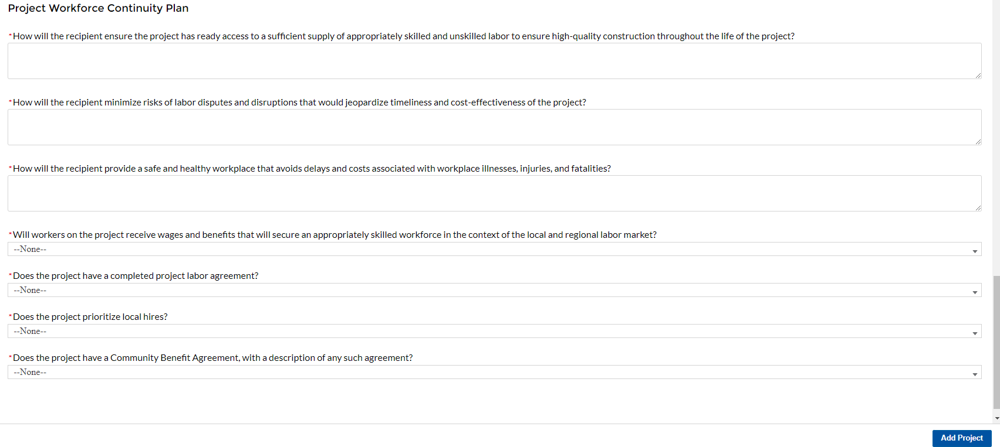 Project Workforce Continuity Plan
*How will the recipient ensure the project has ready access to a sufficient supply of appropriately skilled and unskilled labor to ensure high-quality construction throughout the life of the project?
*How will the recipient minimize risks of labor disputes and disruptions that would jeopardize timeliness and cost-effectiveness of the project?
*How will the recipient provide a safe and healthy workplace that avoids delays and costs associated with workplace illnesses, injuries, and fatalities?
*Will workers on the project receive wages and benefits that will secure an appropriately skilled workforce in the context of the local and regional labor market?
--None--
*Does the project have a completed project labor agreement?
--None--
*Does the project prioritize local hires?
--None--
*Does the project have a Community Benefit Agreement, with a description of any such agreement?
--None--
Add Project